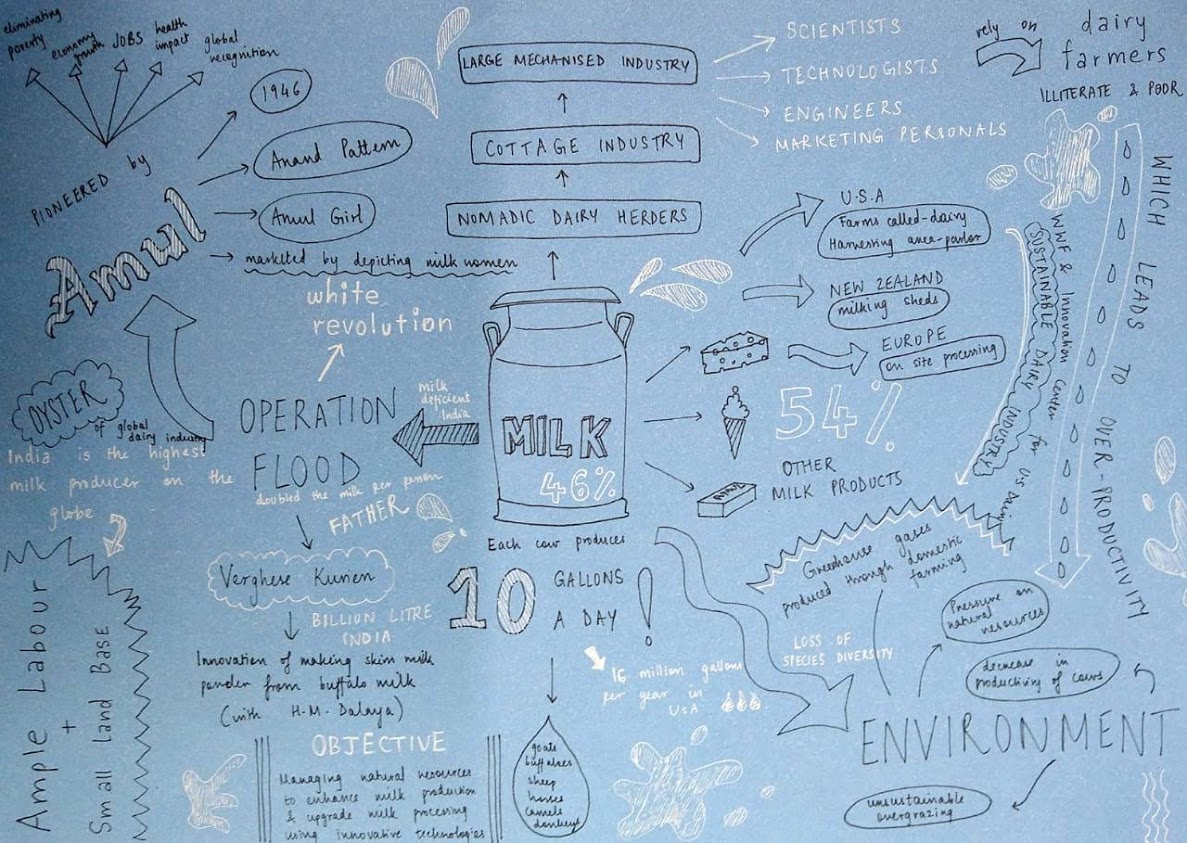 eliminating
poverty
economy
growth
JOBS
health
impact
global
recognition
PIONEERED by
Amul
1946
Anand Pattern
Amul Girl
marketed by depicting milk women
LARGE MECHANISED INDUSTRY
COTTAGE INDUSTRY
NOMADIC DAIRY HERDERS
SCIENTISTS
TECHNOLOGISTS
ENGINEERS
MARKETING PERSONALS
rely on
dairy
farmers
ILLITERATE & POOR
WHICH LEADS TO OVER-PRODUCTIVITY
WWF & Innovation Center for US Dairy
SUSTAINABLE DAIRY INDUSTRY
U.S.A
Farms called-dairy
Harvesting area-parlor
NEW ZEALAND
milking sheds
EUROPE
on site processing
white
revolution
OPERATION
FLOOD
doubled the milk per person
milk
deficient
India
MILK
46%
54%
OTHER
MILK PRODUCTS
OYSTER
of global
dairy industry
India is the highest
milk producer on the
globe
Ample Labour
+
Small Land Base
FATHER
Verghese Kurien
BILLION LITRE
INDIA
Innovation of making skim milk
powder from buffalo milk
(with H.M. Dalaya)
OBJECTIVE
Managing natural resources
to enhance milk production
& upgrade milk processing
using innovative technologies
Each cow produces
10 GALLONS
A DAY !
16 million gallons
per year in
USA
goats
buffaloes
sheep
horses
camels
donkeys
Greenhouse gases
produced through domestic
farming
LOSS OF
SPECIES DIVERSITY
Pressure on
natural
resources
decrease in
productivity of cows
ENVIRONMENT
unsustainable
overgrazing